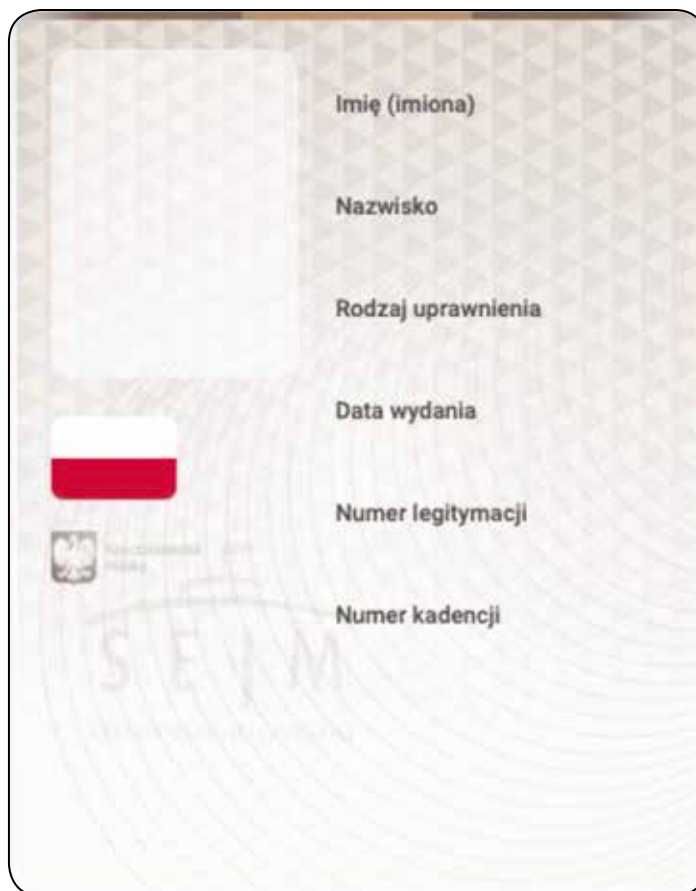 Imię (imiona)
Nazwisko
Rodzaj uprawnienia
Data wydania
Numer legitymacji
Numer kadencji
SEJM